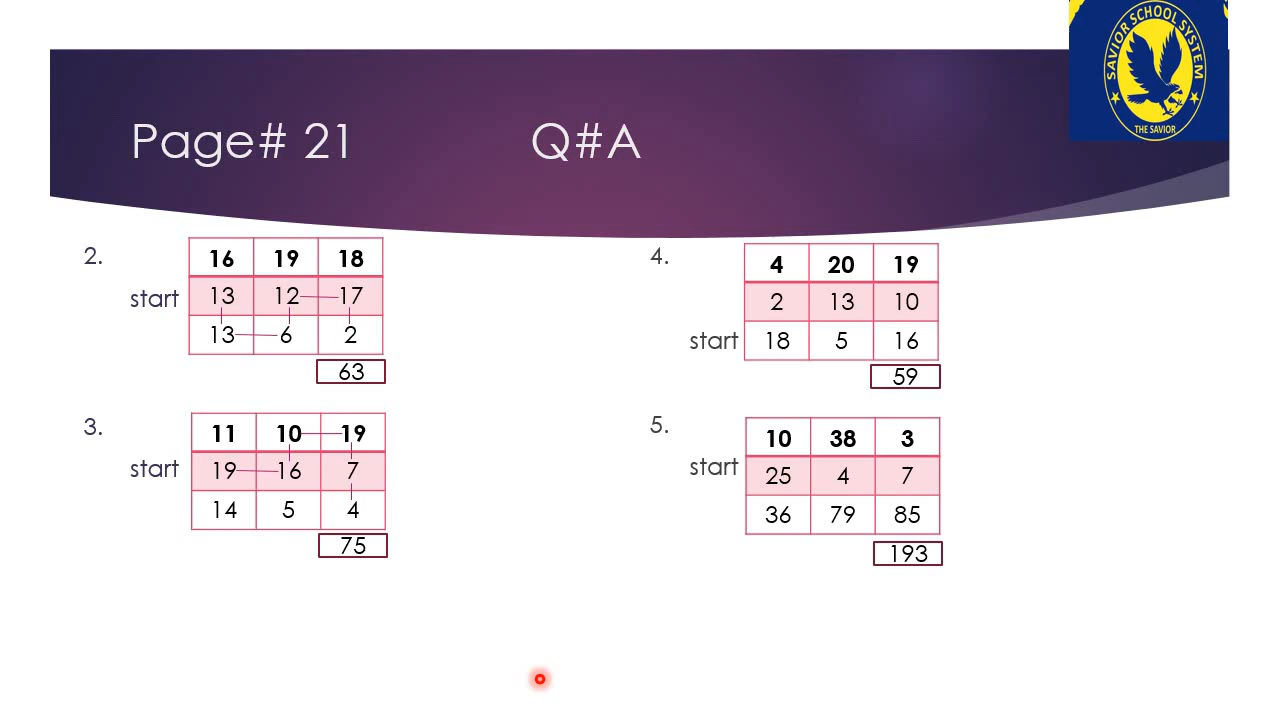 SAVIOR SCHOOL SYSTEM
THE SAVIOR
Page# 21 Q#A
2.
16 19 18
start 13 12 17
13 6 2
63
3.
11 10 19
start 19 16 7
14 5 4
75
4.
4 20 19
2 13 10
start 18 5 16
59
5.
10 38 3
start 25 4 7
36 79 85
193